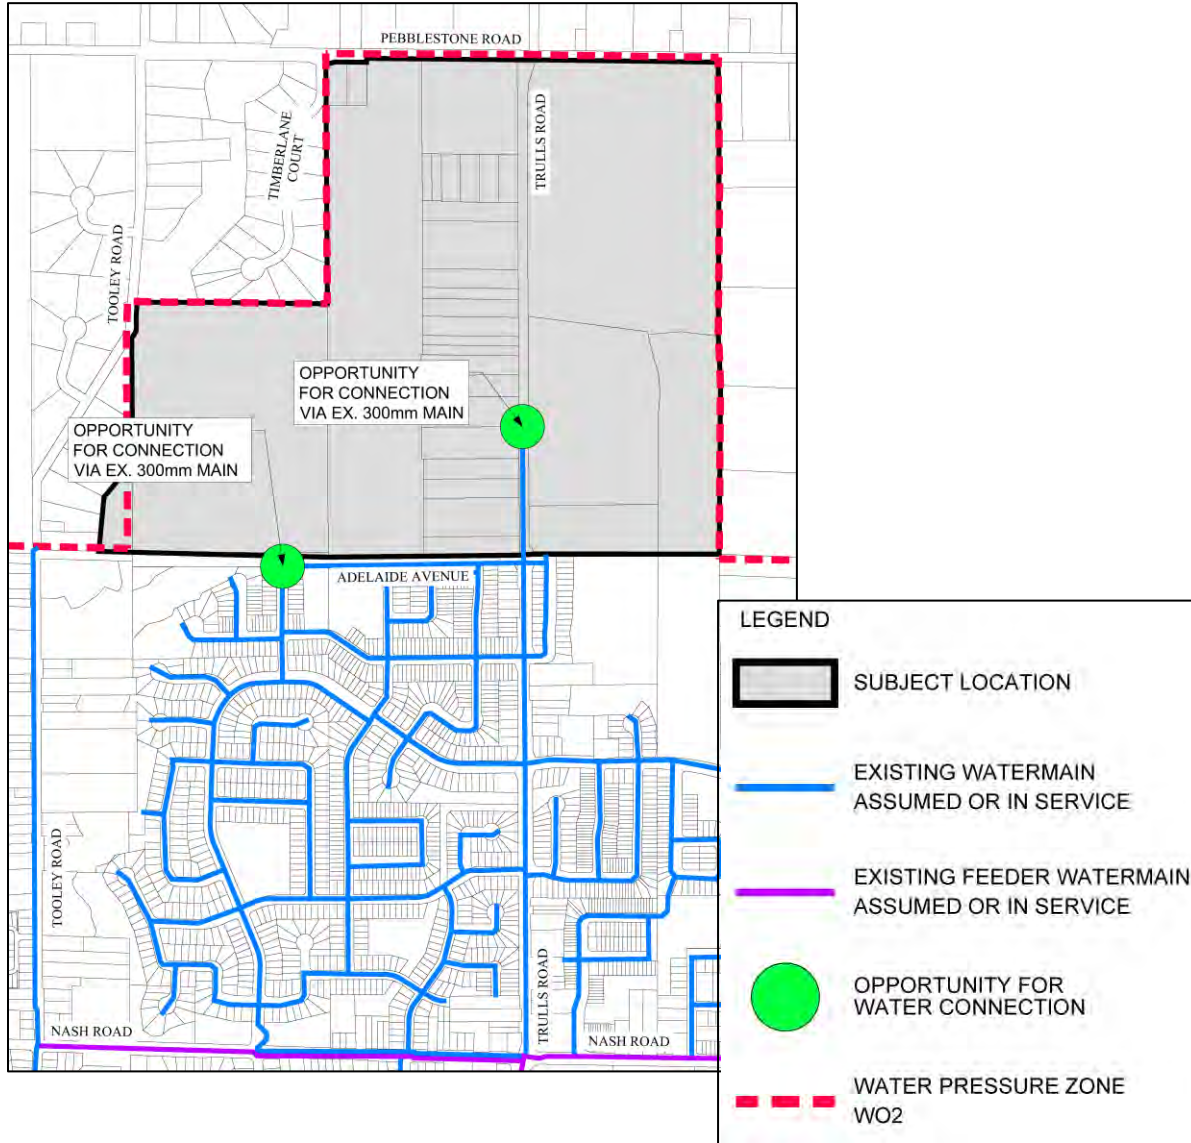 PEBBLESTONE ROAD
TIMBERLANE
COURT
TRULLS ROAD
TOOLEY ROAD
OPPORTUNITY
FOR CONNECTION
VIA EX. 300mm MAIN
OPPORTUNITY
FOR CONNECTION
VIA EX. 300mm MAIN
ADELAIDE AVENUE
TOOLEY ROAD
TRULLS ROAD
NASH ROAD
NASH ROAD
LEGEND
SUBJECT LOCATION
EXISTING WATERMAIN
ASSUMED OR IN SERVICE
EXISTING FEEDER WATERMAIN
ASSUMED OR IN SERVICE
OPPORTUNITY FOR
WATER CONNECTION
WATER PRESSURE ZONE
WO2